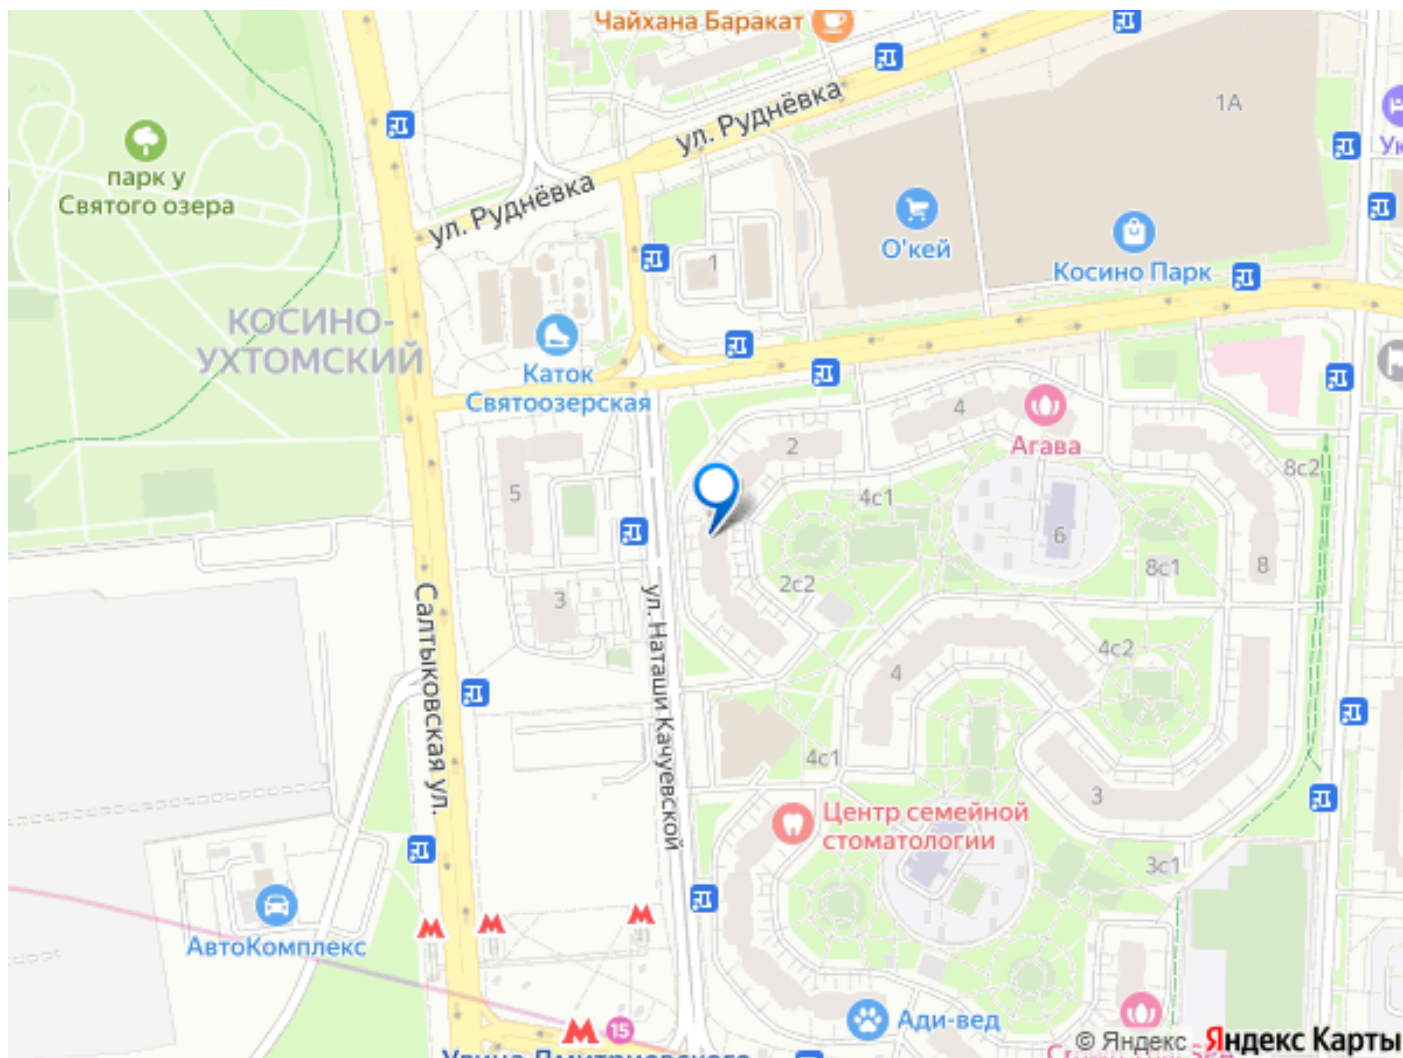 Чайхана Баракат
ул. Руднёвка
1А
парк у
Святого озера
ул. Руднёвка
О'кей
Косино Парк
1
КОСИНО-
УХТОМСКИЙ
Каток
Святоозерская
4
Агава
2
5
4с1
8с2
6
8с1
8
2с2
3
Салтыковская ул.
ул. Наташи Качуевской
4с2
4
4с1
3
Центр семейной
стоматологии
3с1
АвтоКомплекс
15
Ади-вед
© Яндекс Яндекс Карты